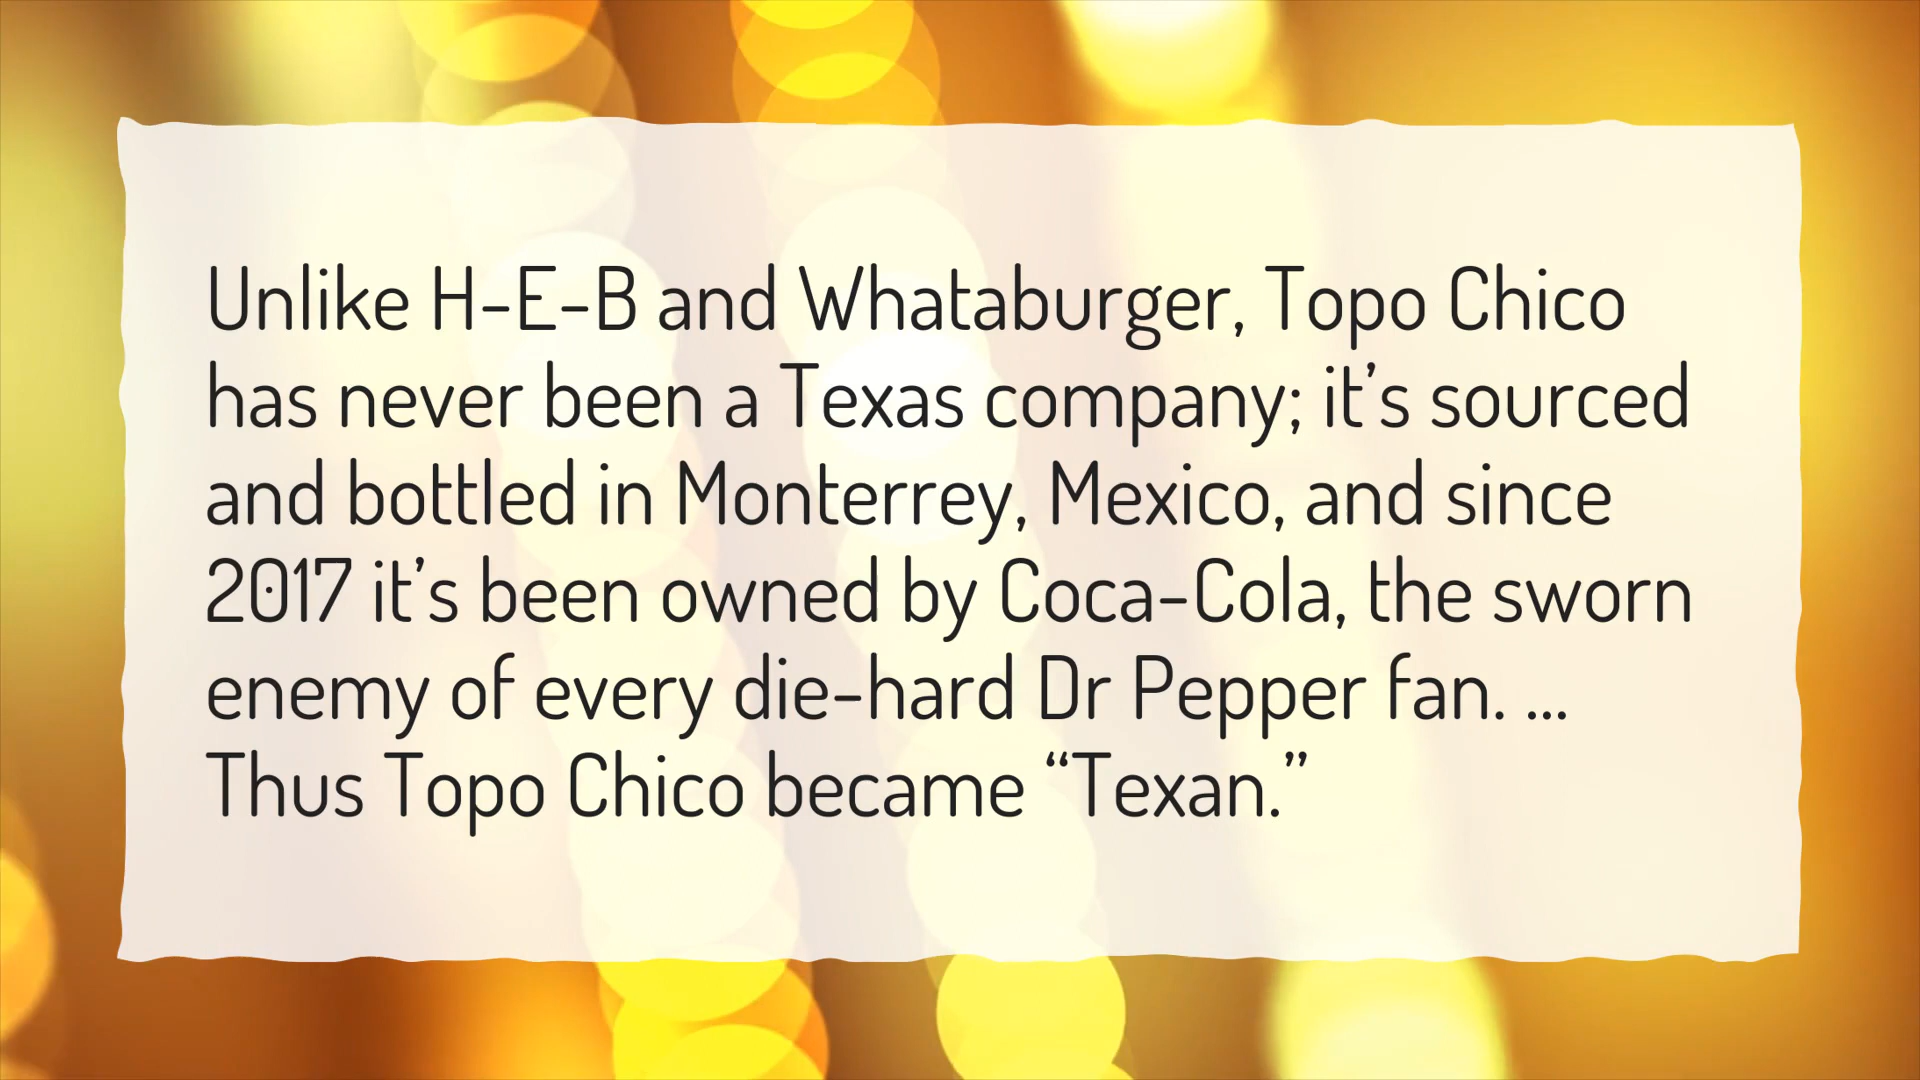 Unlike H-E-B and Whataburger, Topo Chico
has never been a Texas company; it’s sourced
and bottled in Monterrey, Mexico, and since
2017 it’s been owned by Coca-Cola, the sworn
enemy of every die-hard Dr Pepper fan. ...
Thus Topo Chico became “Texan.”